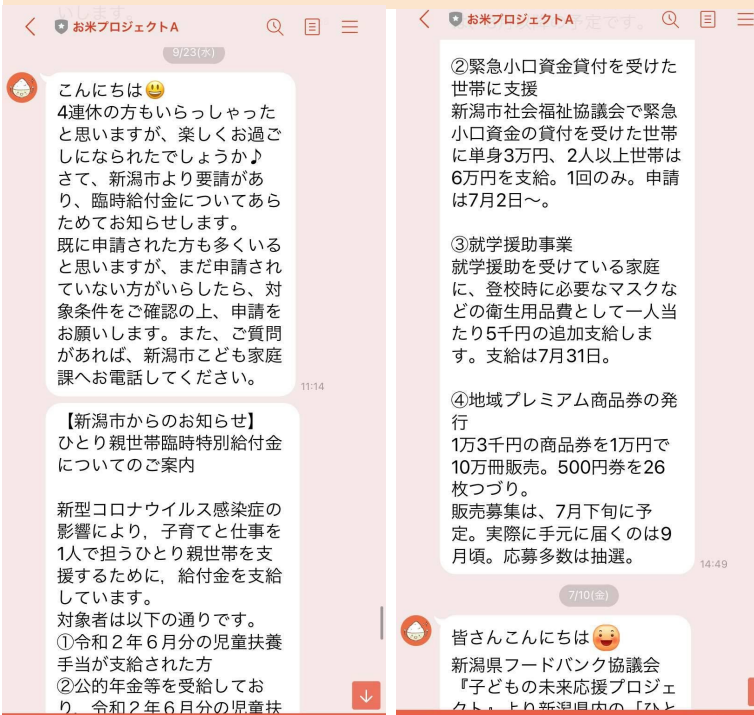 お米プロジェクトA
9/23(水)
こんにちは😃
4連休の方もいらっしゃった
と思いますが、楽しくお過ご
しになられたでしょうか♪
さて、新潟市より要請があ
り、臨時給付金についてあら
ためてお知らせします。
既に申請された方も多くいる
と思いますが、まだ申請され
ていない方がいらしたら、対
象条件をご確認の上、申請を
お願いします。また、ご質問
があれば、新潟市こども家庭
課へお電話してください。
11:14
【新潟市からのお知らせ】
ひとり親世帯臨時特別給付金
についてのご案内
新型コロナウイルス感染症の
影響により，子育てと仕事を
1人で担うひとり親世帯を支
援するために，給付金を支給
しています。
対象者は以下の通りです。
①令和２年６月分の児童扶養
手当が支給された方
②公的年金等を受給してお
り，令和２年６月分の児童扶
お米プロジェクトA
予定です。
②緊急小口資金貸付を受けた
世帯に支援
新潟市社会福祉協議会で緊急
小口資金の貸付を受けた世帯
に単身3万円、2人以上世帯は
6万円を支給。1回のみ。申請
は7月2日〜。
③就学援助事業
就学援助を受けている家庭
に、登校時に必要なマスクな
どの衛生用品費として一人当
たり5千円の追加支給しま
す。支給は7月31日。
④地域プレミアム商品券の発
行
1万3千円の商品券を1万円で
10万冊販売。500円券を26
枚つづり。
販売募集は、7月下旬に予
定。実際に手元に届くのは9
月頃。応募多数は抽選。
14:49
7/10(金)
皆さんこんにちは
新潟県フードバンク協議会
『子どもの未来応援プロジェ
クト』より新潟県内の「ひと